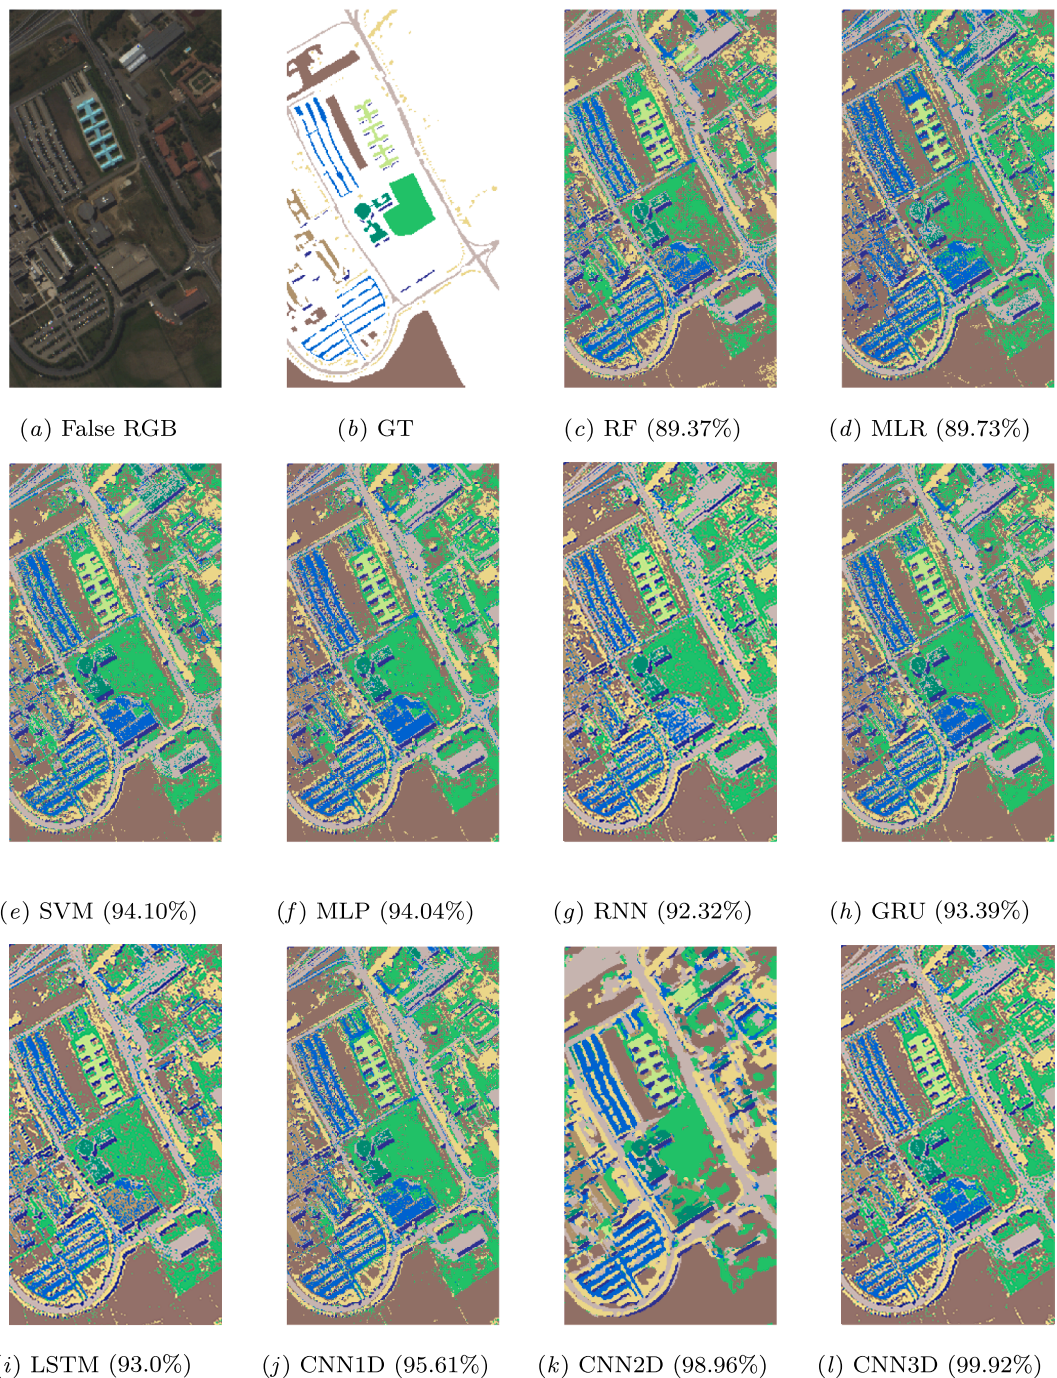 (a) False RGB
(b) GT
(c) RF (89.37%)
(d) MLR (89.73%)
(e) SVM (94.10%)
(f) MLP (94.04%)
(g) RNN (92.32%)
(h) GRU (93.39%)
(i) LSTM (93.0%)
(j) CNN1D (95.61%)
(k) CNN2D (98.96%)
(l) CNN3D (99.92%)